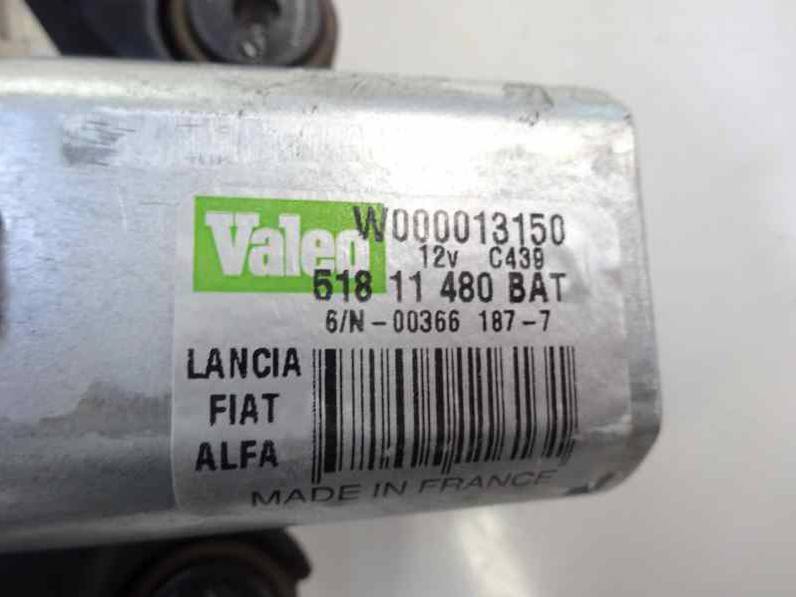 Valeo W000013150
12v C439
518 11 480 BAT
6/N-00366 187-7
LANCIA
FIAT
ALFA
MADE IN FRANCE